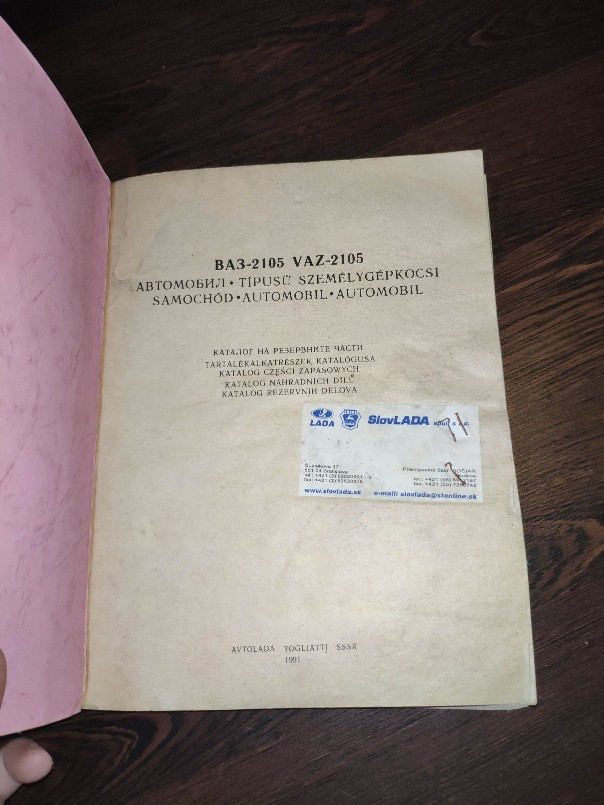 ВАЗ-2105 VAZ-2105
АВТОМОБИЛ • TÍPUSÚ SZEMÉLYGÉPKOCSI
SAMOCHÓD • AUTOMOBIL • AUTOMOBIL
КАТАЛОГ НА РЕЗЕРВНИТЕ ЧАСТИ
TARTALÉKALKATRÉSZEK KATALÓGUSA
KATALOG CZĘŚCI ZAPASOWYCH
KATALOG NÁHRADNÍCH DÍLŮ
KATALOG REZERVNIH DELOVA
LADA
SlovLADA spol. s r.o.
www.slovlada.sk e-mail: slovlada@stonline.sk
AVTOLADA TOGLIATTI SSSR
1991